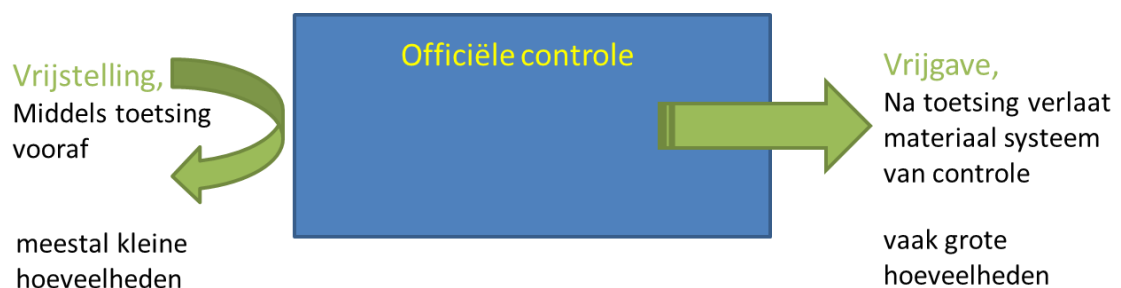 Officiële controle
Vrijstelling,
Middels toetsing
vooraf
meestal kleine
hoeveelheden
Vrijgave,
Na toetsing verlaat
materiaal systeem
van controle
vaak grote
hoeveelheden